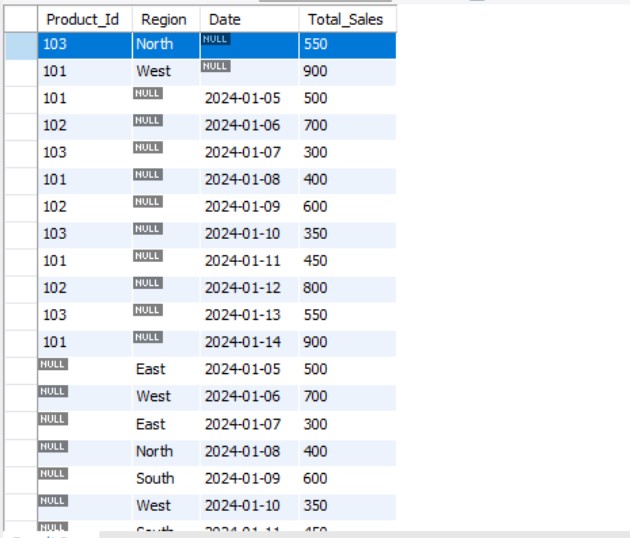 Product_Id Region Date Total_Sales
103 North NULL 550
101 West NULL 900
101 NULL 2024-01-05 500
102 NULL 2024-01-06 700
103 NULL 2024-01-07 300
101 NULL 2024-01-08 400
102 NULL 2024-01-09 600
103 NULL 2024-01-10 350
101 NULL 2024-01-11 450
102 NULL 2024-01-12 800
103 NULL 2024-01-13 550
101 NULL 2024-01-14 900
NULL East 2024-01-05 500
NULL West 2024-01-06 700
NULL East 2024-01-07 300
NULL North 2024-01-08 400
NULL South 2024-01-09 600
NULL West 2024-01-10 350
NULL South 2024-01-11 450